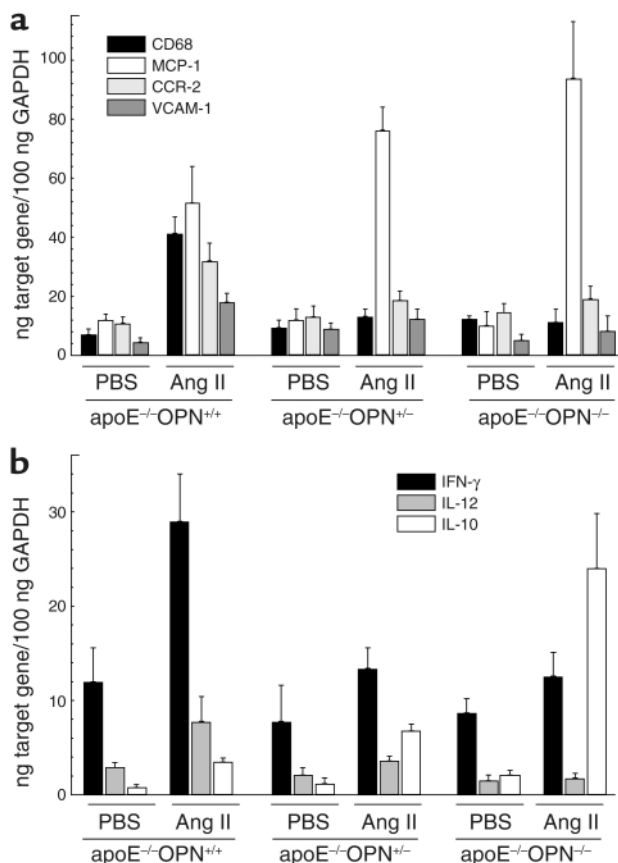 a
CD68
MCP-1
CCR-2
VCAM-1
ng target gene/100 ng GAPDH
100
80
60
40
20
0
PBS Ang II PBS Ang II PBS Ang II
apoE–/–OPN+/+ apoE–/–OPN+/– apoE–/–OPN–/–
b
IFN-γ
IL-12
IL-10
ng target gene/100 ng GAPDH
30
20
10
0
PBS Ang II PBS Ang II PBS Ang II
apoE–/–OPN+/+ apoE–/–OPN+/– apoE–/–OPN–/–